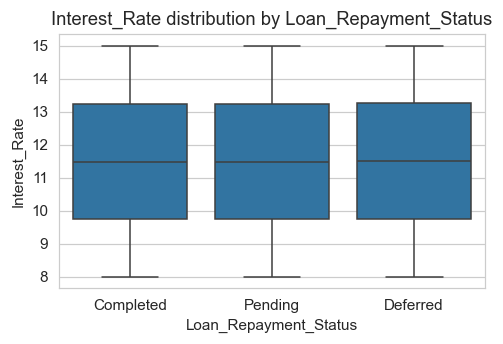 Interest_Rate distribution by Loan_Repayment_Status
15
14
13
12
11
10
9
8
Interest_Rate
Completed Pending Deferred
Loan_Repayment_Status